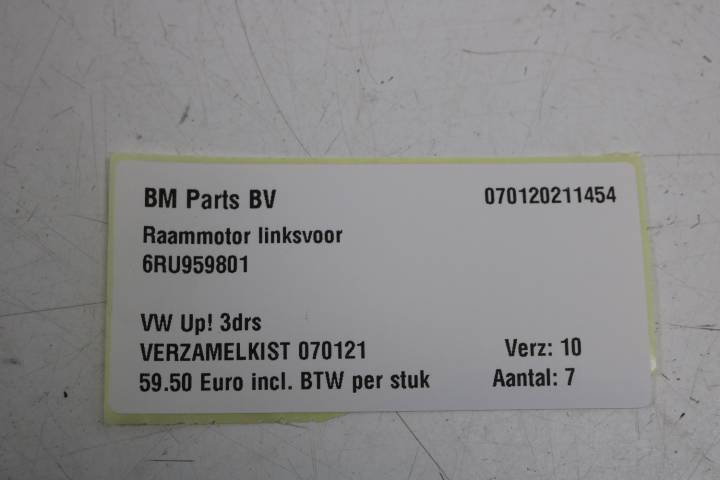 BM Parts BV 070120211454
Raammotor linksvoor
6RU959801
VW Up! 3drs
VERZAMELKIST 070121 Verz: 10
59.50 Euro incl. BTW per stuk Aantal: 7